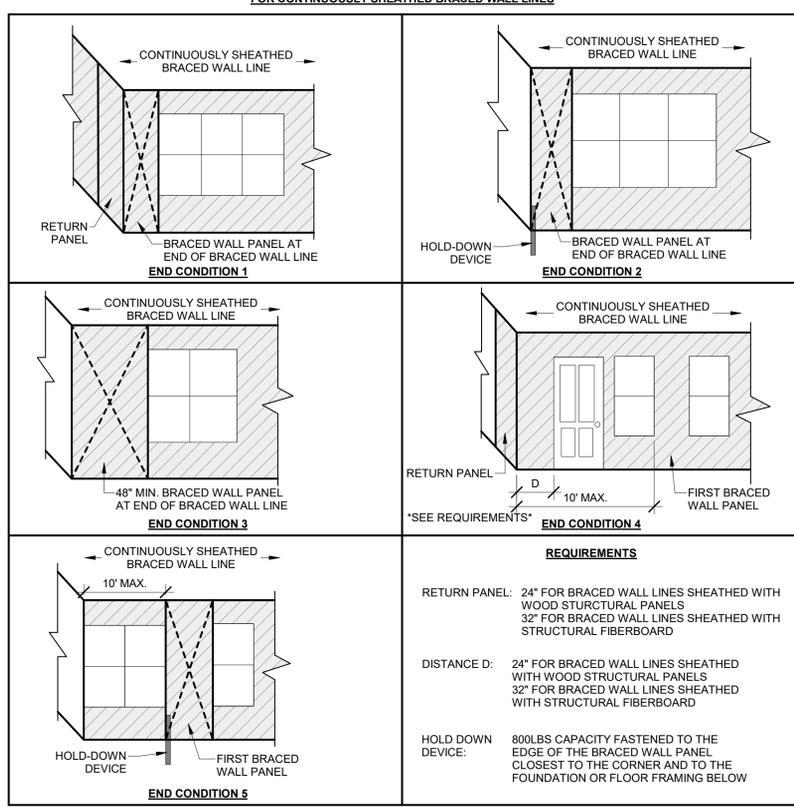 FOR CONTINUOUSLY SHEATHED BRACED WALL LINES
CONTINUOUSLY SHEATHED
BRACED WALL LINE
RETURN
PANEL
BRACED WALL PANEL AT
END OF BRACED WALL LINE
END CONDITION 1
CONTINUOUSLY SHEATHED
BRACED WALL LINE
HOLD-DOWN
DEVICE
BRACED WALL PANEL AT
END OF BRACED WALL LINE
END CONDITION 2
CONTINUOUSLY SHEATHED
BRACED WALL LINE
48" MIN. BRACED WALL PANEL
AT END OF BRACED WALL LINE
END CONDITION 3
CONTINUOUSLY SHEATHED
BRACED WALL LINE
RETURN PANEL
D
10' MAX.
FIRST BRACED
WALL PANEL
*SEE REQUIREMENTS*
END CONDITION 4
CONTINUOUSLY SHEATHED
BRACED WALL LINE
10' MAX.
HOLD-DOWN
DEVICE
FIRST BRACED
WALL PANEL
END CONDITION 5
REQUIREMENTS
RETURN PANEL: 24" FOR BRACED WALL LINES SHEATHED WITH
WOOD STURCTURAL PANELS
32" FOR BRACED WALL LINES SHEATHED WITH
STRUCTURAL FIBERBOARD
DISTANCE D: 24" FOR BRACED WALL LINES SHEATHED
WITH WOOD STRUCTURAL PANELS
32" FOR BRACED WALL LINES SHEATHED
WITH STRUCTURAL FIBERBOARD
HOLD DOWN 800LBS CAPACITY FASTENED TO THE
DEVICE: EDGE OF THE BRACED WALL PANEL
CLOSEST TO THE CORNER AND TO THE
FOUNDATION OR FLOOR FRAMING BELOW